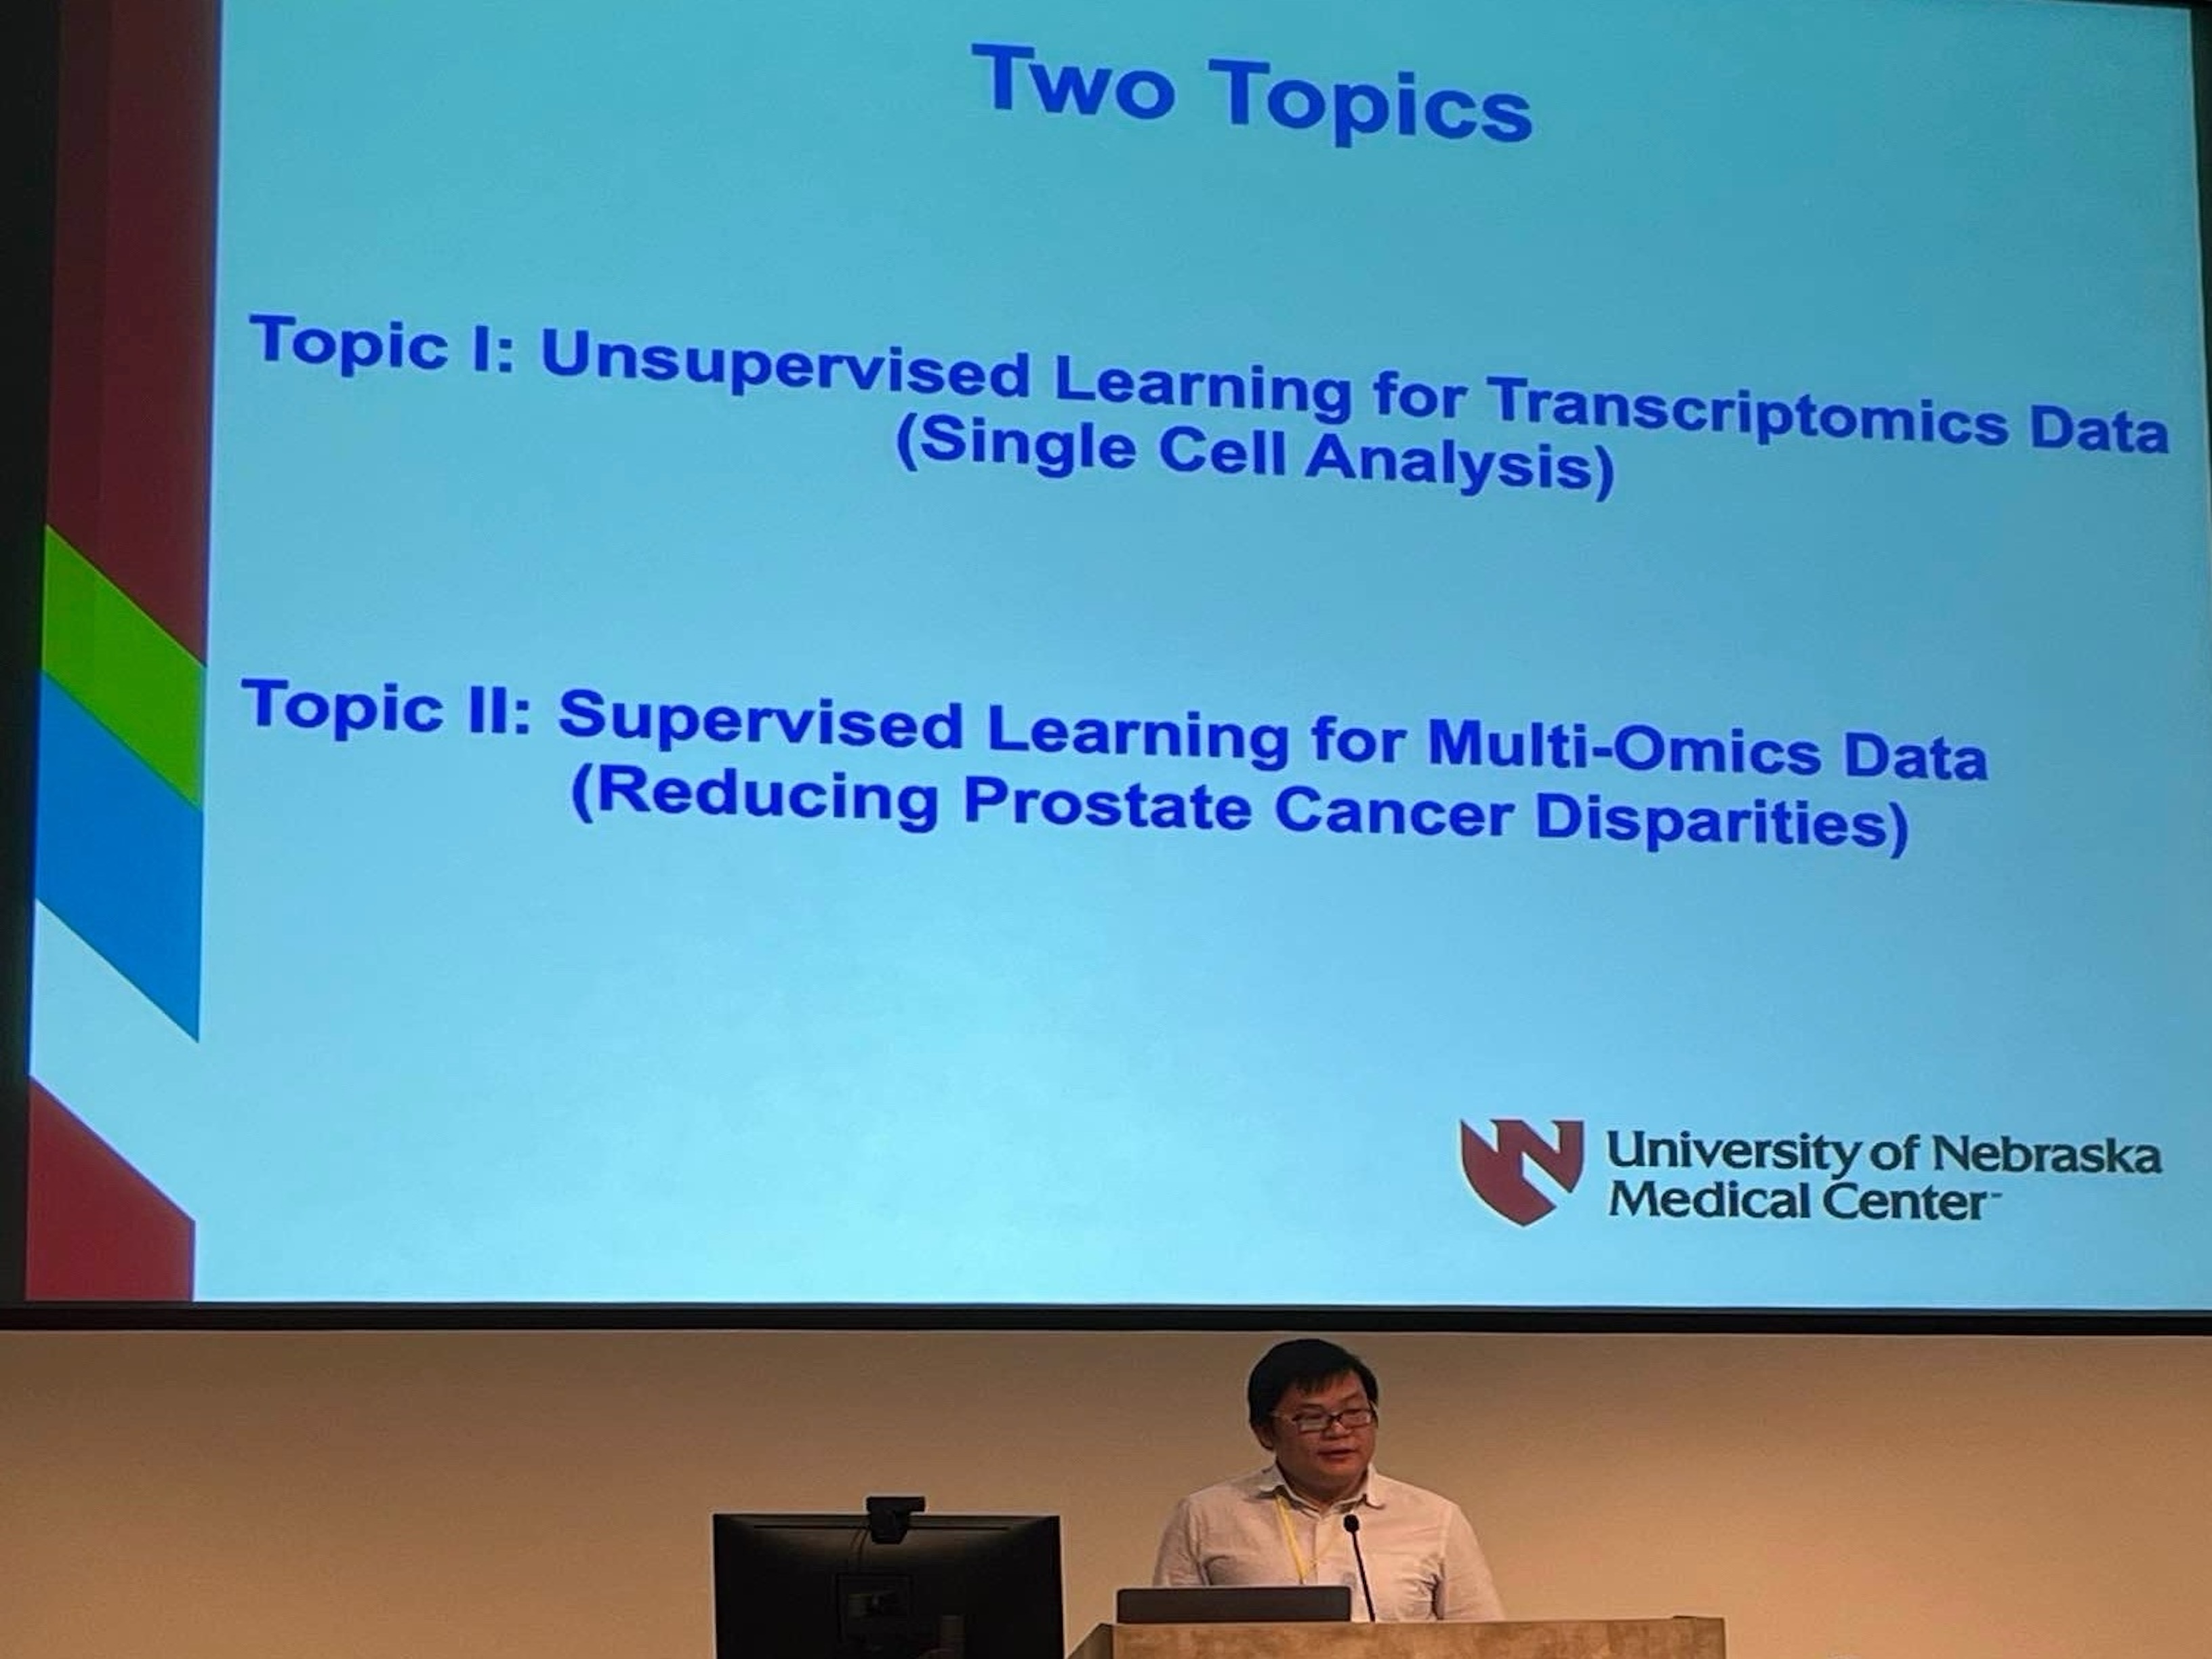 Two Topics
Topic I: Unsupervised Learning for Transcriptomics Data
(Single Cell Analysis)
Topic II: Supervised Learning for Multi-Omics Data
(Reducing Prostate Cancer Disparities)
University of Nebraska
Medical Center